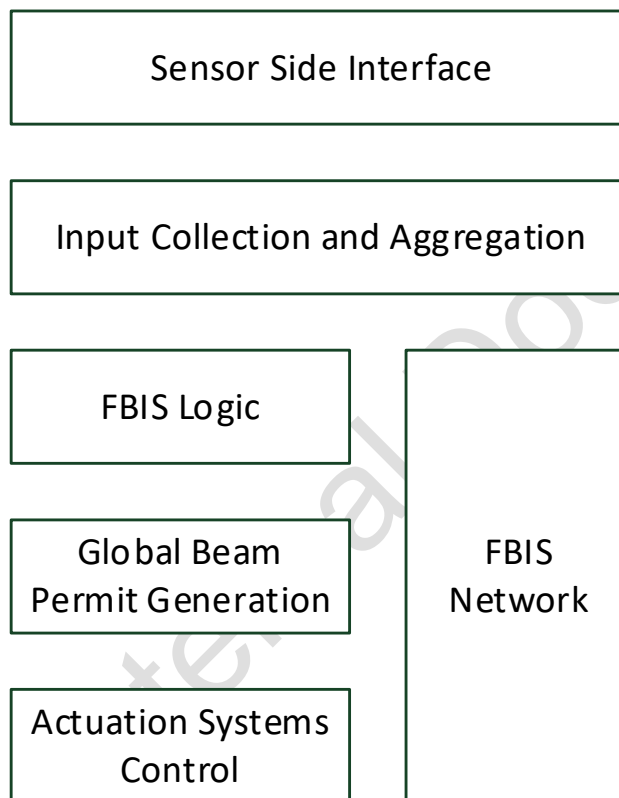 Sensor Side Interface
Input Collection and Aggregation
FBIS Logic
Global Beam
Permit Generation
FBIS
Network
Actuation Systems
Control